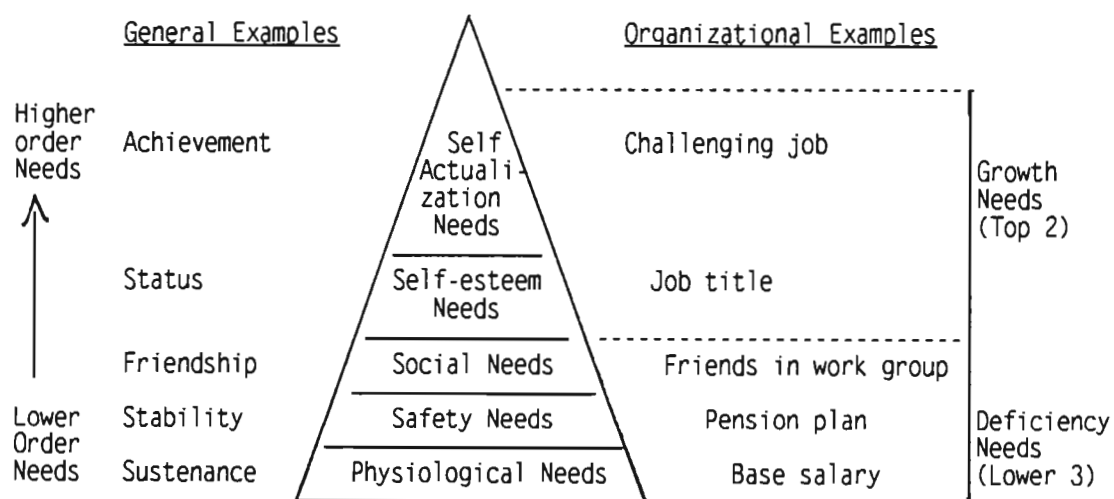 General Examples
Organizational Examples
Higher
order
Needs
Achievement
Self
Actuali-
zation
Needs
Challenging job
Growth
Needs
(Top 2)
Status
Self-esteem
Needs
Job title
Friendship
Social Needs
Friends in work group
Lower
Order
Needs
Stability
Safety Needs
Pension plan
Deficiency
Needs
(Lower 3)
Sustenance
Physiological Needs
Base salary